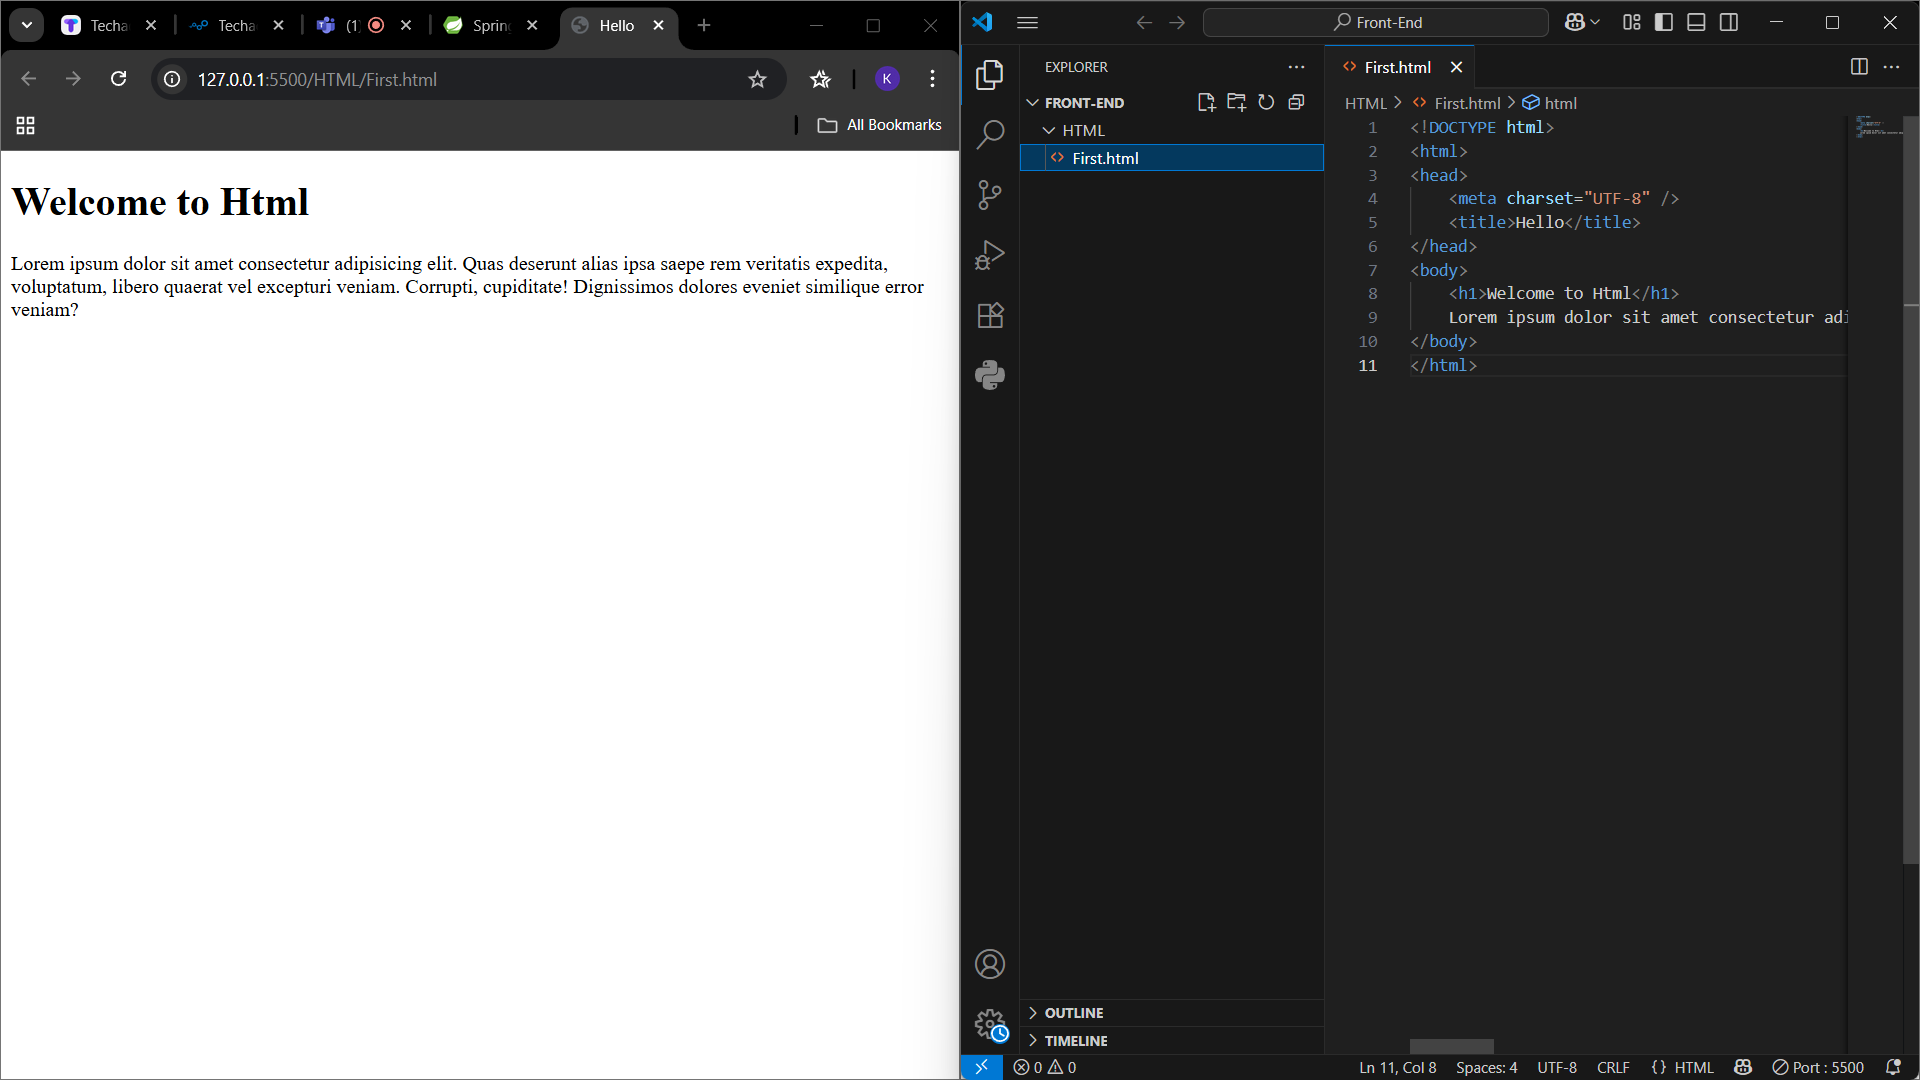 Techa
Techa
(1)
Spring
Hello
127.0.0.1:5500/HTML/First.html
K
All Bookmarks
Welcome to Html
Lorem ipsum dolor sit amet consectetur adipisicing elit. Quas deserunt alias ipsa saepe rem veritatis expedita,
voluptatum, libero quaerat vel excepturi veniam. Corrupti, cupiditate! Dignissimos dolores eveniet similique error
veniam?
Front-End
EXPLORER
FRONT-END
HTML
First.html
First.html
HTML > First.html > html
1 <!DOCTYPE html>
2 <html>
3 <head>
4 <meta charset="UTF-8" />
5 <title>Hello</title>
6 </head>
7 <body>
8 <h1>Welcome to Html</h1>
9 Lorem ipsum dolor sit amet consectetur adi
10 </body>
11 </html>
OUTLINE
TIMELINE
0 0 Ln 11, Col 8 Spaces: 4 UTF-8 CRLF {} HTML Port : 5500